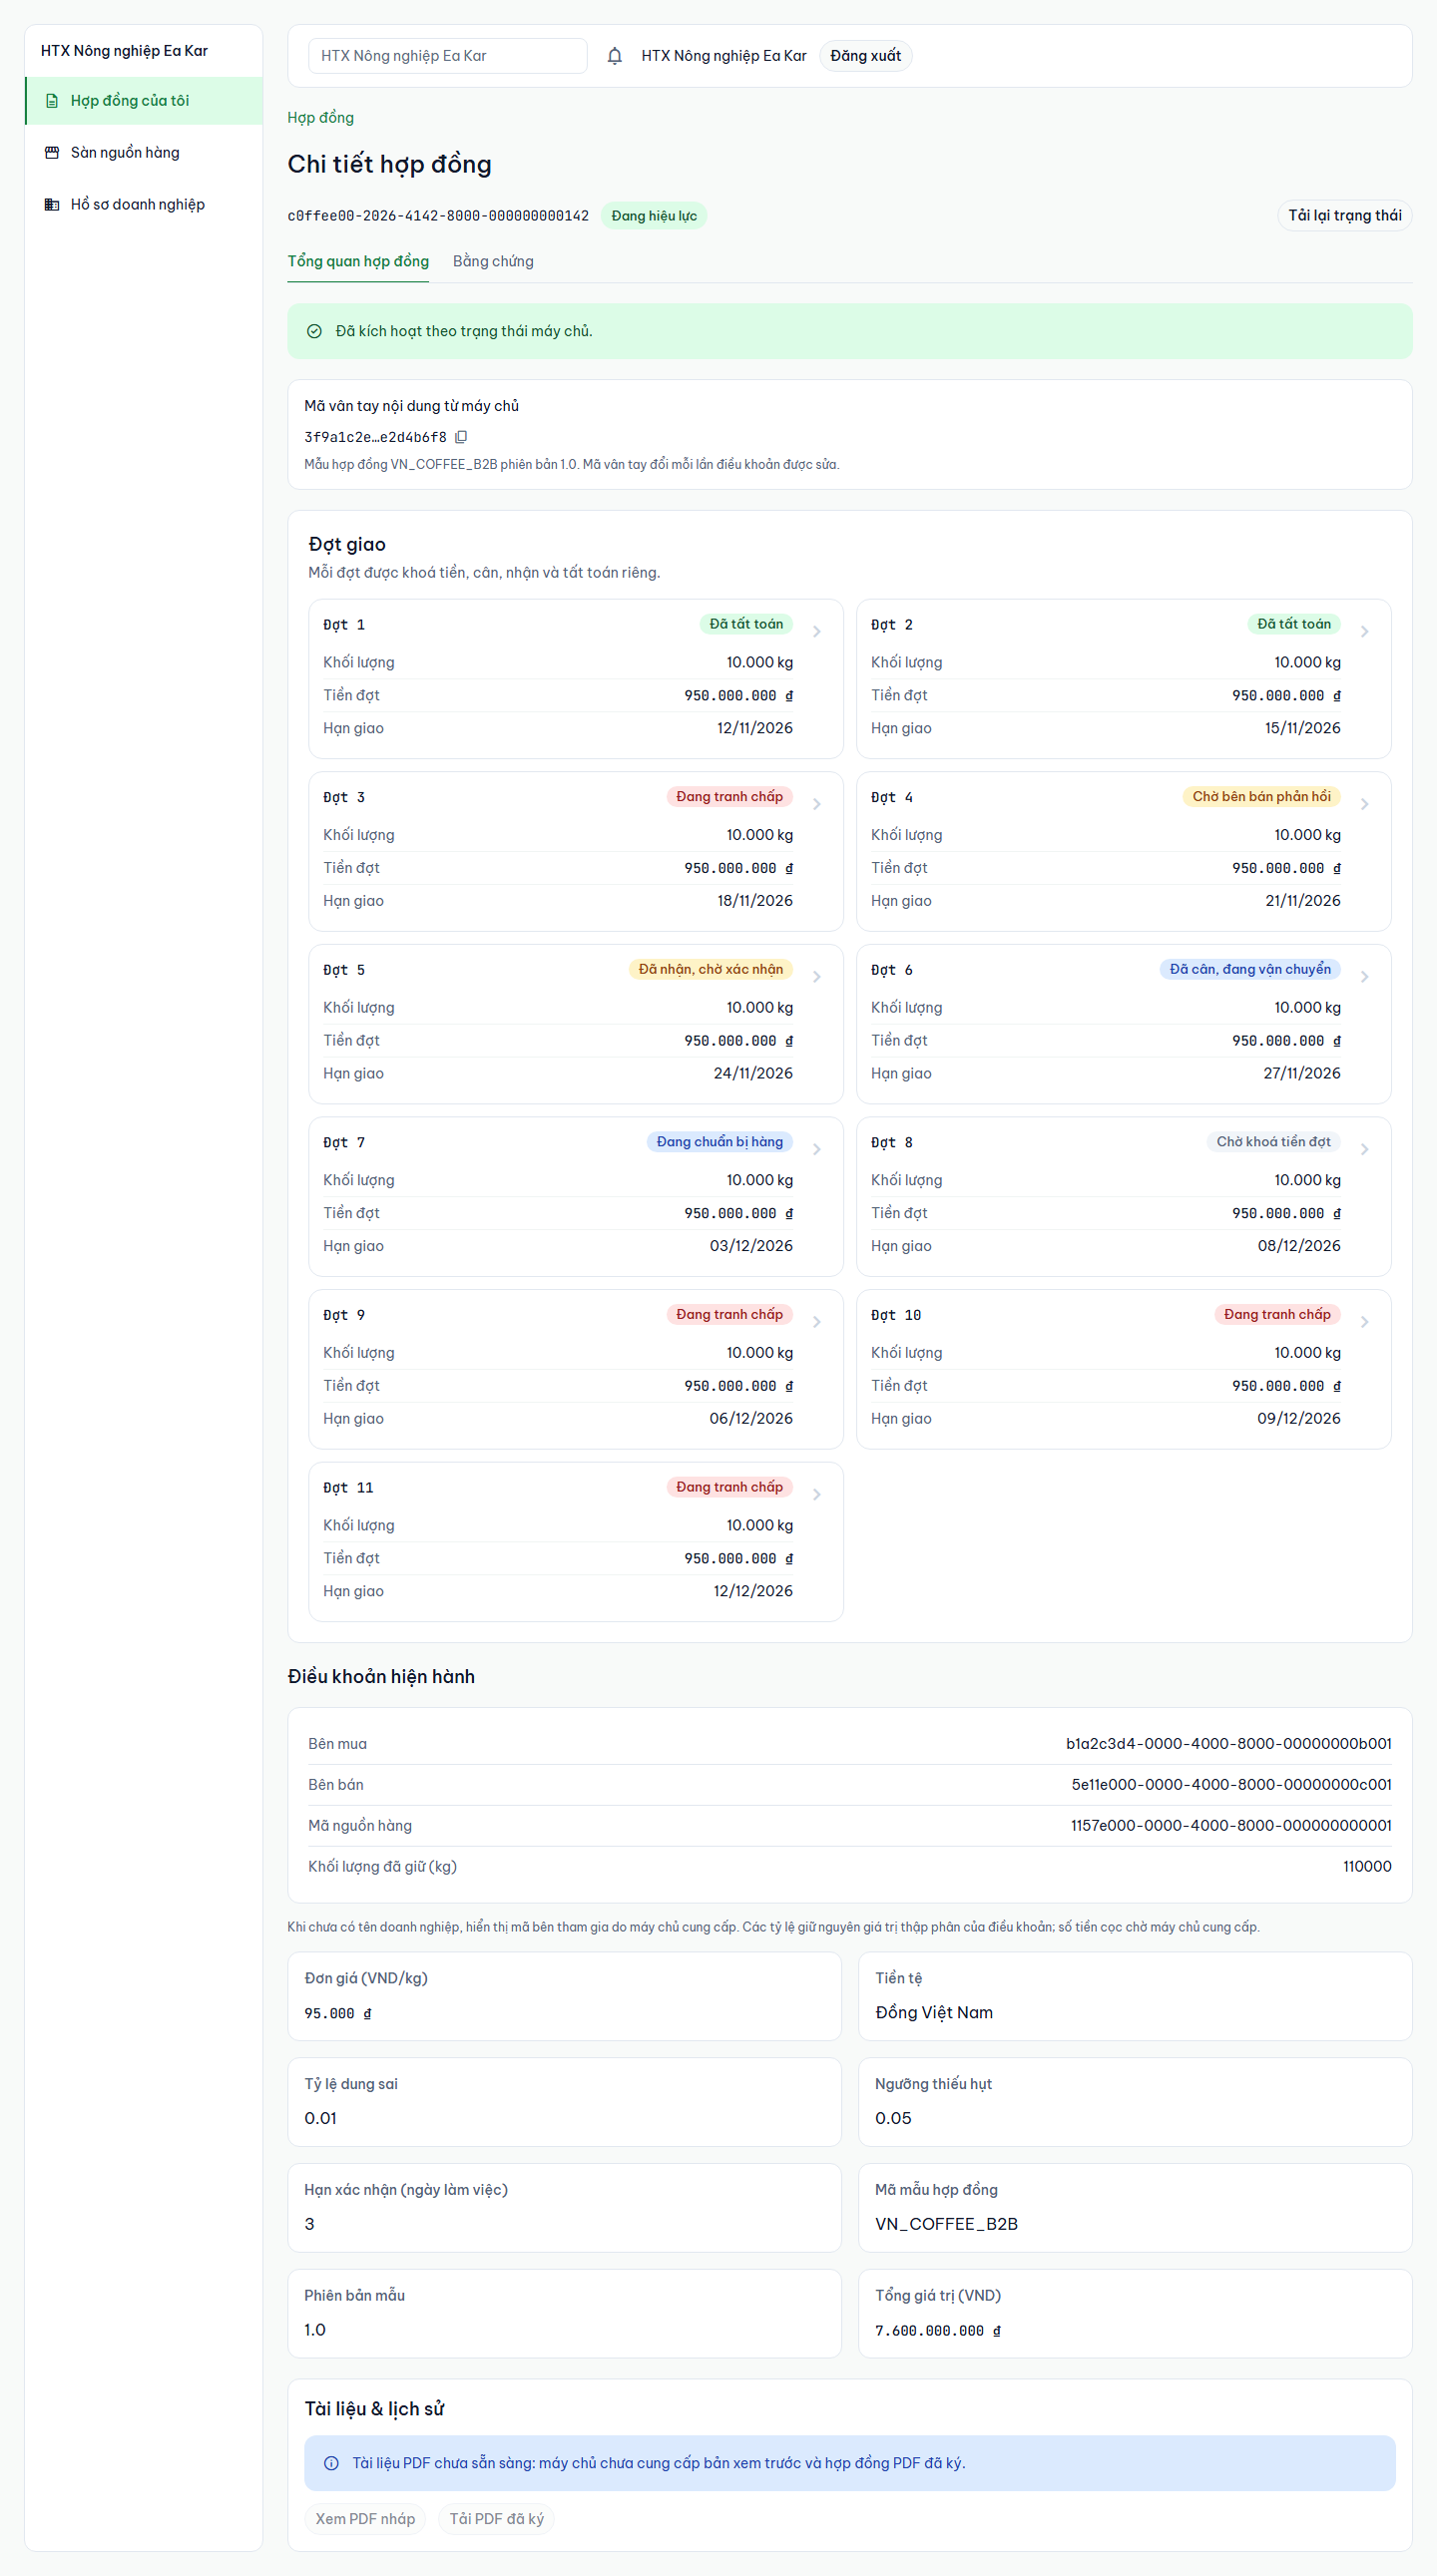 HTX Nông nghiệp Ea Kar
Hợp đồng của tôi
Sàn nguồn hàng
Hồ sơ doanh nghiệp
HTX Nông nghiệp Ea Kar
HTX Nông nghiệp Ea Kar
Đăng xuất
Hợp đồng
Chi tiết hợp đồng
c0ffee00-2026-4142-8000-000000000142
Đang hiệu lực
Tải lại trạng thái
Tổng quan hợp đồng
Bằng chứng
Đã kích hoạt theo trạng thái máy chủ.
Mã vân tay nội dung từ máy chủ
3f9a1c2e…e2d4b6f8
Mẫu hợp đồng VN_COFFEE_B2B phiên bản 1.0. Mã vân tay đổi mỗi lần điều khoản được sửa.
Đợt giao
Mỗi đợt được khoá tiền, cân, nhận và tất toán riêng.
Đợt 1
Đã tất toán
Khối lượng
10.000 kg
Tiền đợt
950.000.000 ₫
Hạn giao
12/11/2026
Đợt 2
Đã tất toán
Khối lượng
10.000 kg
Tiền đợt
950.000.000 ₫
Hạn giao
15/11/2026
Đợt 3
Đang tranh chấp
Khối lượng
10.000 kg
Tiền đợt
950.000.000 ₫
Hạn giao
18/11/2026
Đợt 4
Chờ bên bán phản hồi
Khối lượng
10.000 kg
Tiền đợt
950.000.000 ₫
Hạn giao
21/11/2026
Đợt 5
Đã nhận, chờ xác nhận
Khối lượng
10.000 kg
Tiền đợt
950.000.000 ₫
Hạn giao
24/11/2026
Đợt 6
Đã cân, đang vận chuyển
Khối lượng
10.000 kg
Tiền đợt
950.000.000 ₫
Hạn giao
27/11/2026
Đợt 7
Đang chuẩn bị hàng
Khối lượng
10.000 kg
Tiền đợt
950.000.000 ₫
Hạn giao
03/12/2026
Đợt 8
Chờ khoá tiền đợt
Khối lượng
10.000 kg
Tiền đợt
950.000.000 ₫
Hạn giao
08/12/2026
Đợt 9
Đang tranh chấp
Khối lượng
10.000 kg
Tiền đợt
950.000.000 ₫
Hạn giao
06/12/2026
Đợt 10
Đang tranh chấp
Khối lượng
10.000 kg
Tiền đợt
950.000.000 ₫
Hạn giao
09/12/2026
Đợt 11
Đang tranh chấp
Khối lượng
10.000 kg
Tiền đợt
950.000.000 ₫
Hạn giao
12/12/2026
Điều khoản hiện hành
Bên mua
b1a2c3d4-0000-4000-8000-00000000b001
Bên bán
5e11e000-0000-4000-8000-00000000c001
Mã nguồn hàng
1157e000-0000-4000-8000-000000000001
Khối lượng đã giữ (kg)
110000
Khi chưa có tên doanh nghiệp, hiển thị mã bên tham gia do máy chủ cung cấp. Các tỷ lệ giữ nguyên giá trị thập phân của điều khoản; số tiền cọc chờ máy chủ cung cấp.
Đơn giá (VND/kg)
95.000 ₫
Tiền tệ
Đồng Việt Nam
Tỷ lệ dung sai
0.01
Ngưỡng thiếu hụt
0.05
Hạn xác nhận (ngày làm việc)
3
Mã mẫu hợp đồng
VN_COFFEE_B2B
Phiên bản mẫu
1.0
Tổng giá trị (VND)
7.600.000.000 ₫
Tài liệu & lịch sử
Tài liệu PDF chưa sẵn sàng: máy chủ chưa cung cấp bản xem trước và hợp đồng PDF đã ký.
Xem PDF nháp
Tải PDF đã ký